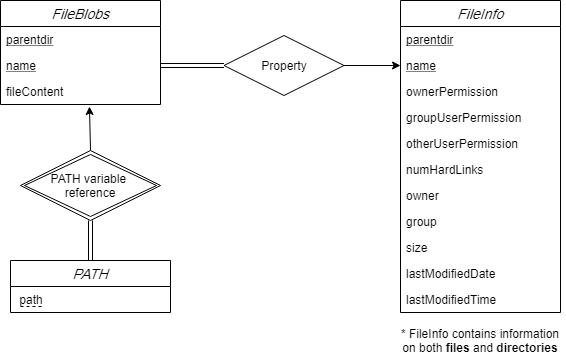 FileBlobs
parentdir
name
fileContent
Property
FileInfo
parentdir
name
ownerPermission
groupUserPermission
otherUserPermission
numHardLinks
owner
group
size
lastModifiedDate
lastModifiedTime
PATH variable
reference
PATH
path
* FileInfo contains information
on both files and directories